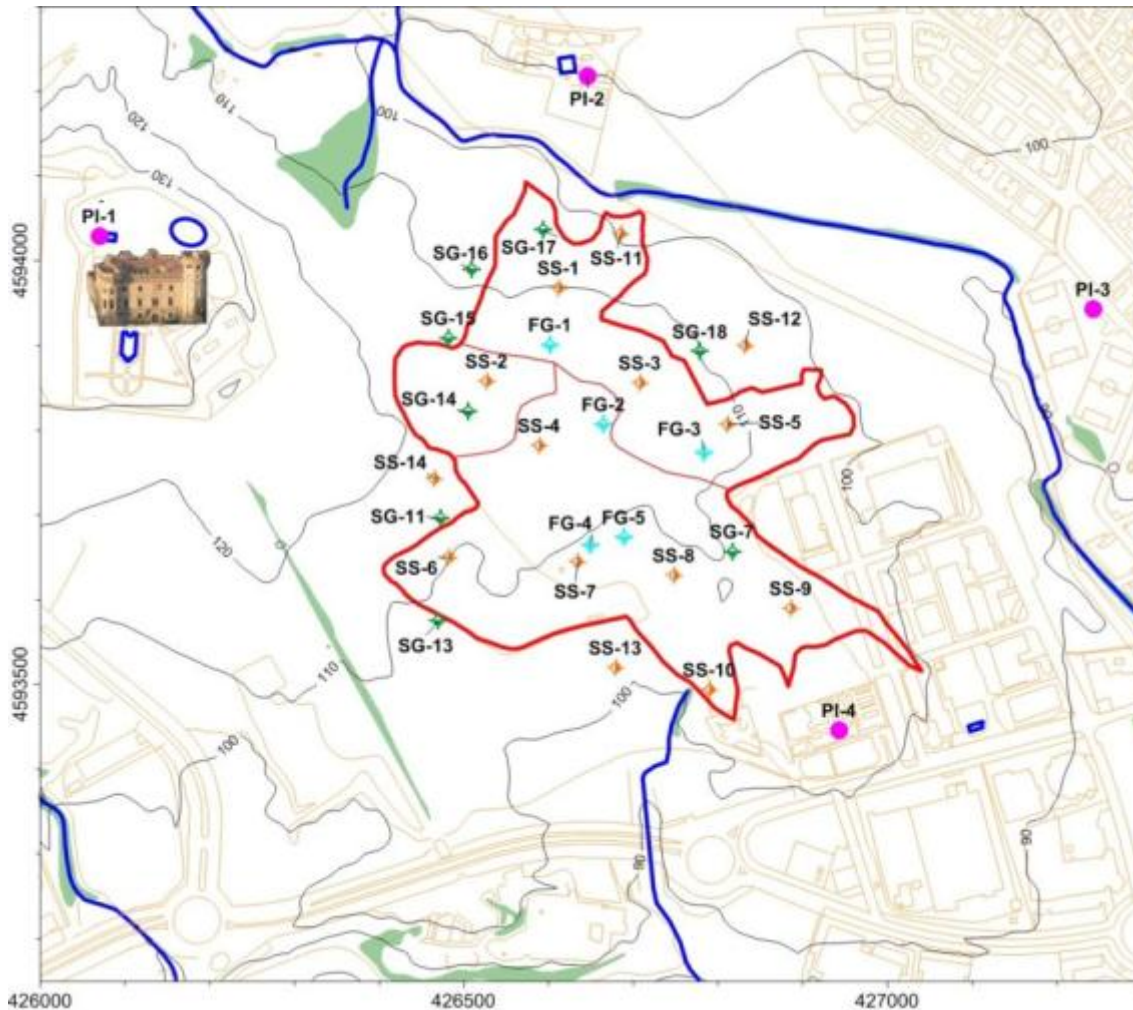 PI-2
100
110
120
130
100
100
PI-1
SG-17
SS-11
SG-16
SS-1
4594000
PI-3
SG-15
FG-1
SG-18
SS-12
SS-2
SS-3
SG-14
FG-2
110
SS-5
SS-4
FG-3
90
SS-14
100
SG-11
FG-4
FG-5
SG-7
120
SS-6
SS-7
SS-8
SS-9
SG-13
SS-13
110
SS-10
4593500
100
PI-4
100
90
90
426000
426500
427000